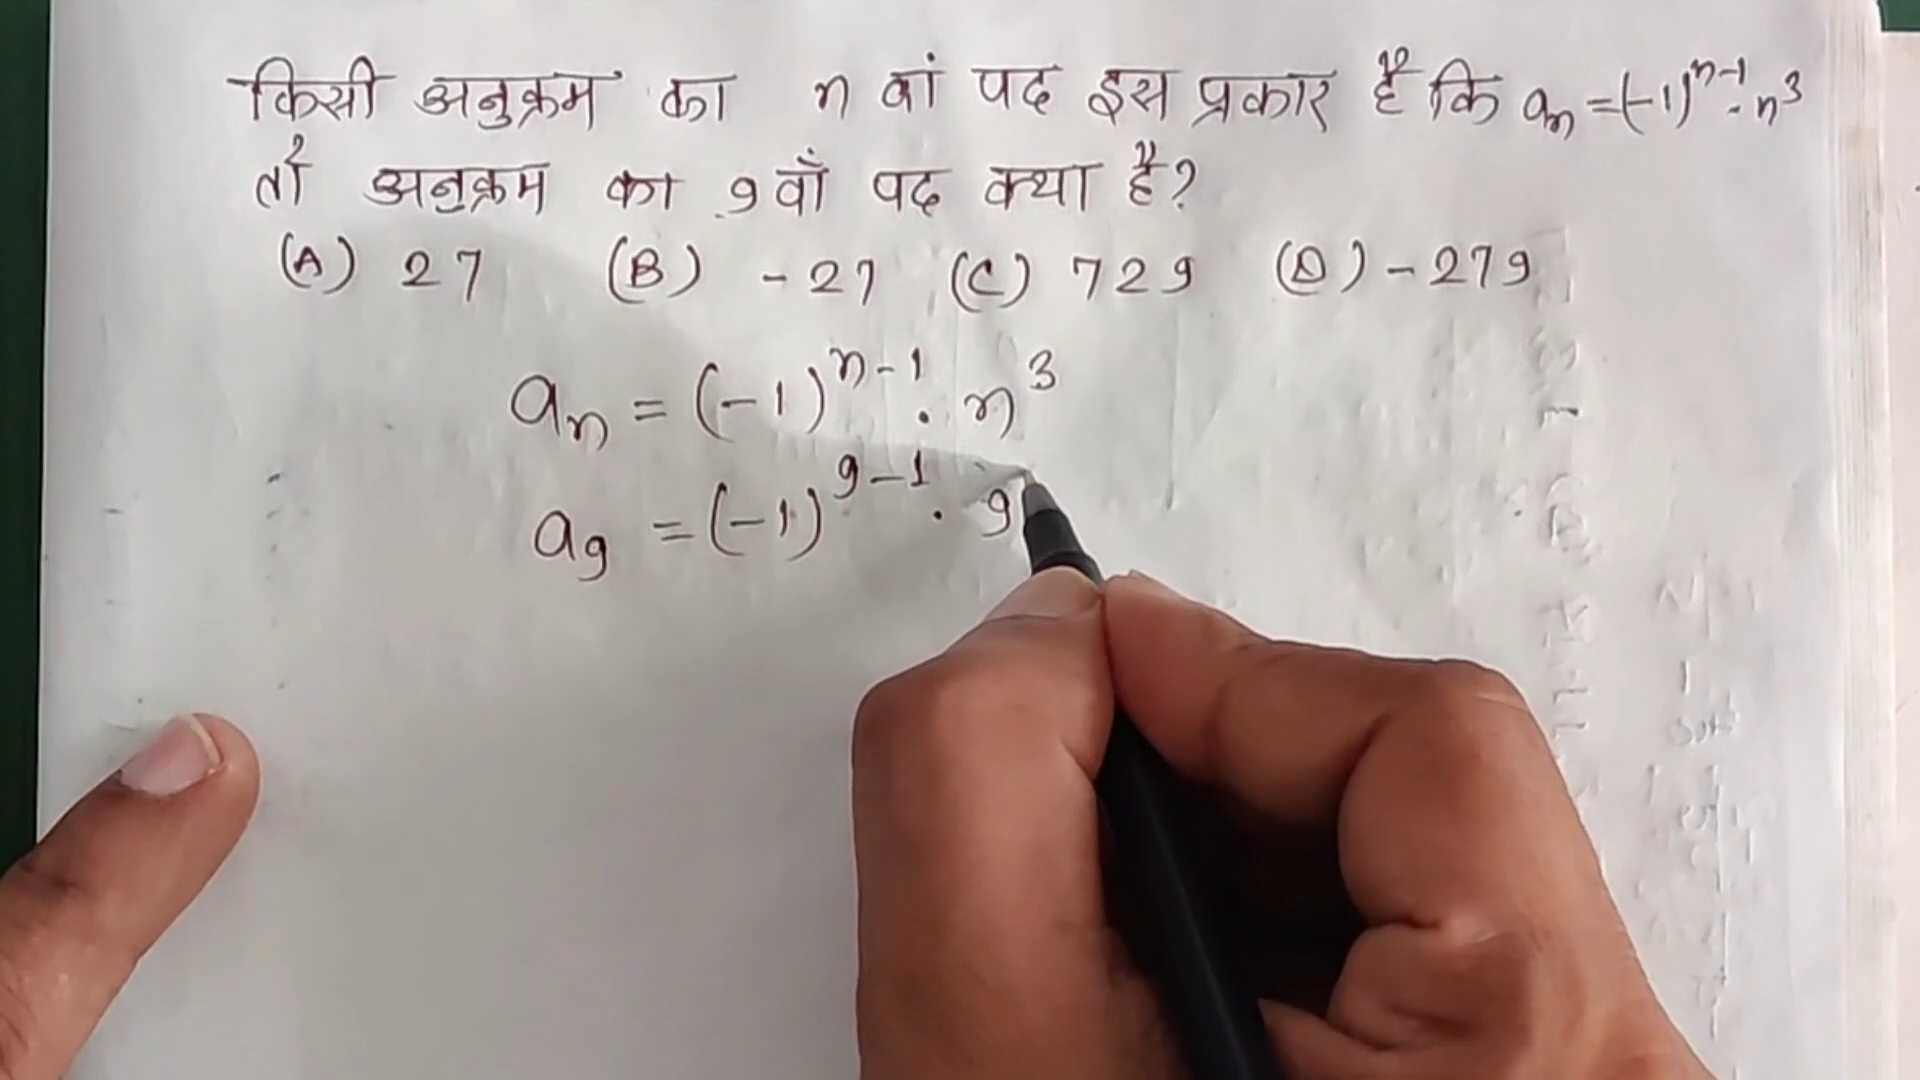 किसी अनुक्रम का n वां पद इस प्रकार है कि aₙ = (-1)ⁿ⁻¹ . n³
तो अनुक्रम का 9 वाँ पद क्या है?
(A) 27 (B) - 27 (C) 729 (D) - 279
aₙ = (-1)ⁿ⁻¹ . n³
a₉ = (-1)⁹⁻¹ . 9